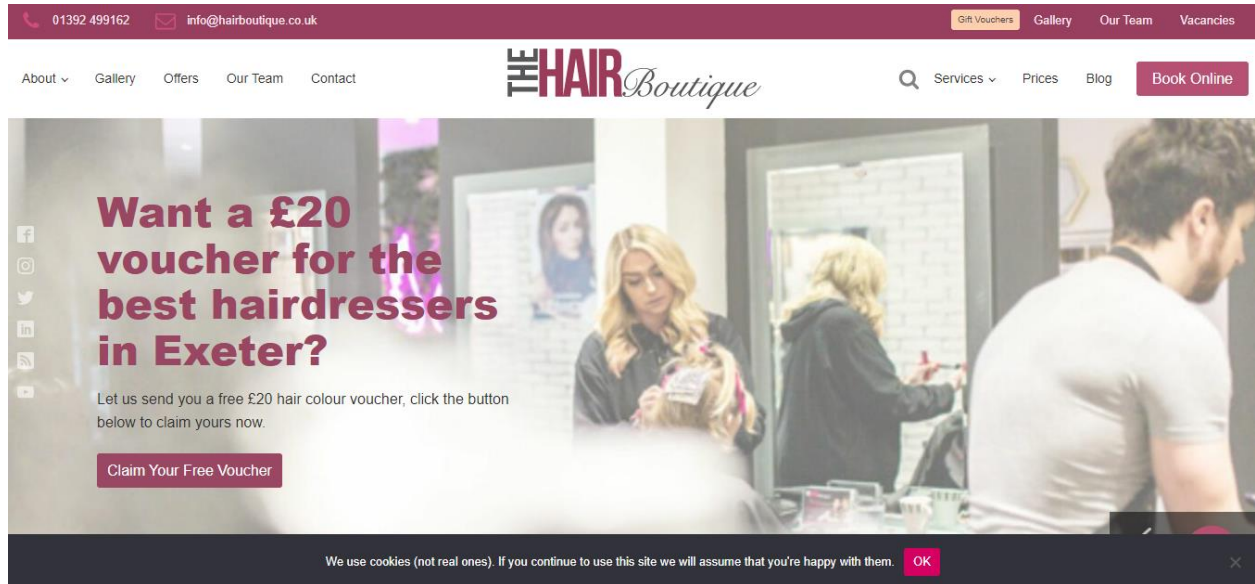 01392 499162 info@hairboutique.co.uk Gift Vouchers Gallery Our Team Vacancies
About Gallery Offers Our Team Contact THE HAIR Boutique Services Prices Blog Book Online
Want a £20
voucher for the
best hairdressers
in Exeter?
Let us send you a free £20 hair colour voucher, click the button
below to claim yours now.
Claim Your Free Voucher
We use cookies (not real ones). If you continue to use this site we will assume that you're happy with them. OK